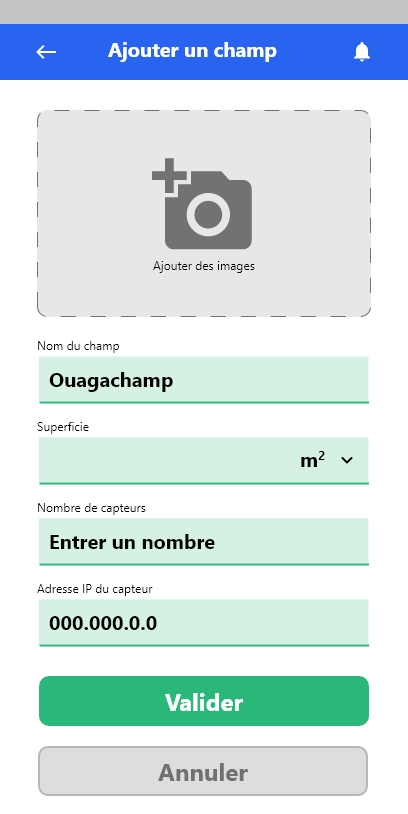 Ajouter un champ
Ajouter des images
Nom du champ
Ouagachamp
Superficie
m²
Nombre de capteurs
Entrer un nombre
Adresse IP du capteur
000.000.0.0
Valider
Annuler